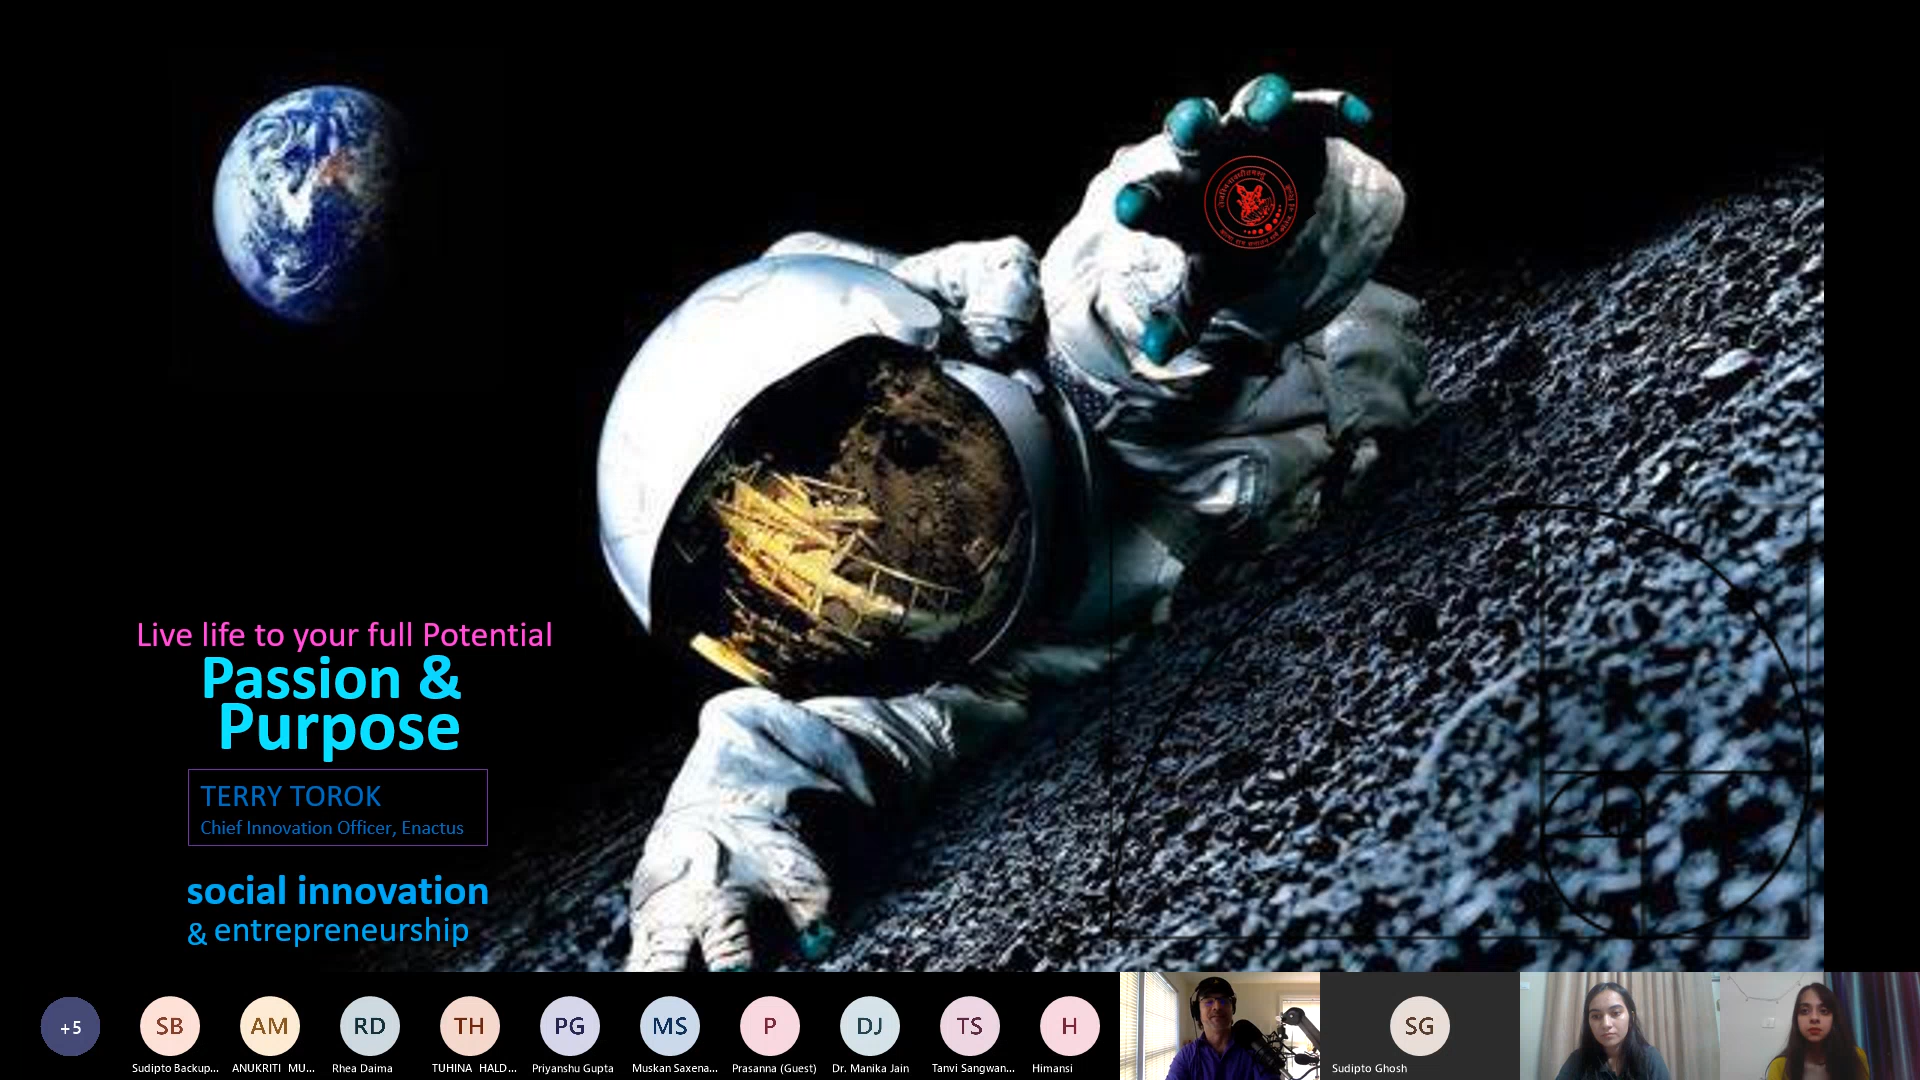 Live life to your full Potential
Passion &
Purpose
TERRY TOROK
Chief Innovation Officer, Enactus
social innovation
& entrepreneurship
+5
SB
AM
RD
TH
PG
MS
P
DJ
TS
H
SG
Sudipto Backup...
ANUKRITI MU...
Rhea Daima
TUHINA HALD...
Priyanshu Gupta
Muskan Saxena...
Prasanna (Guest)
Dr. Manika Jain
Tanvi Sangwan...
Himansi
Sudipto Ghosh